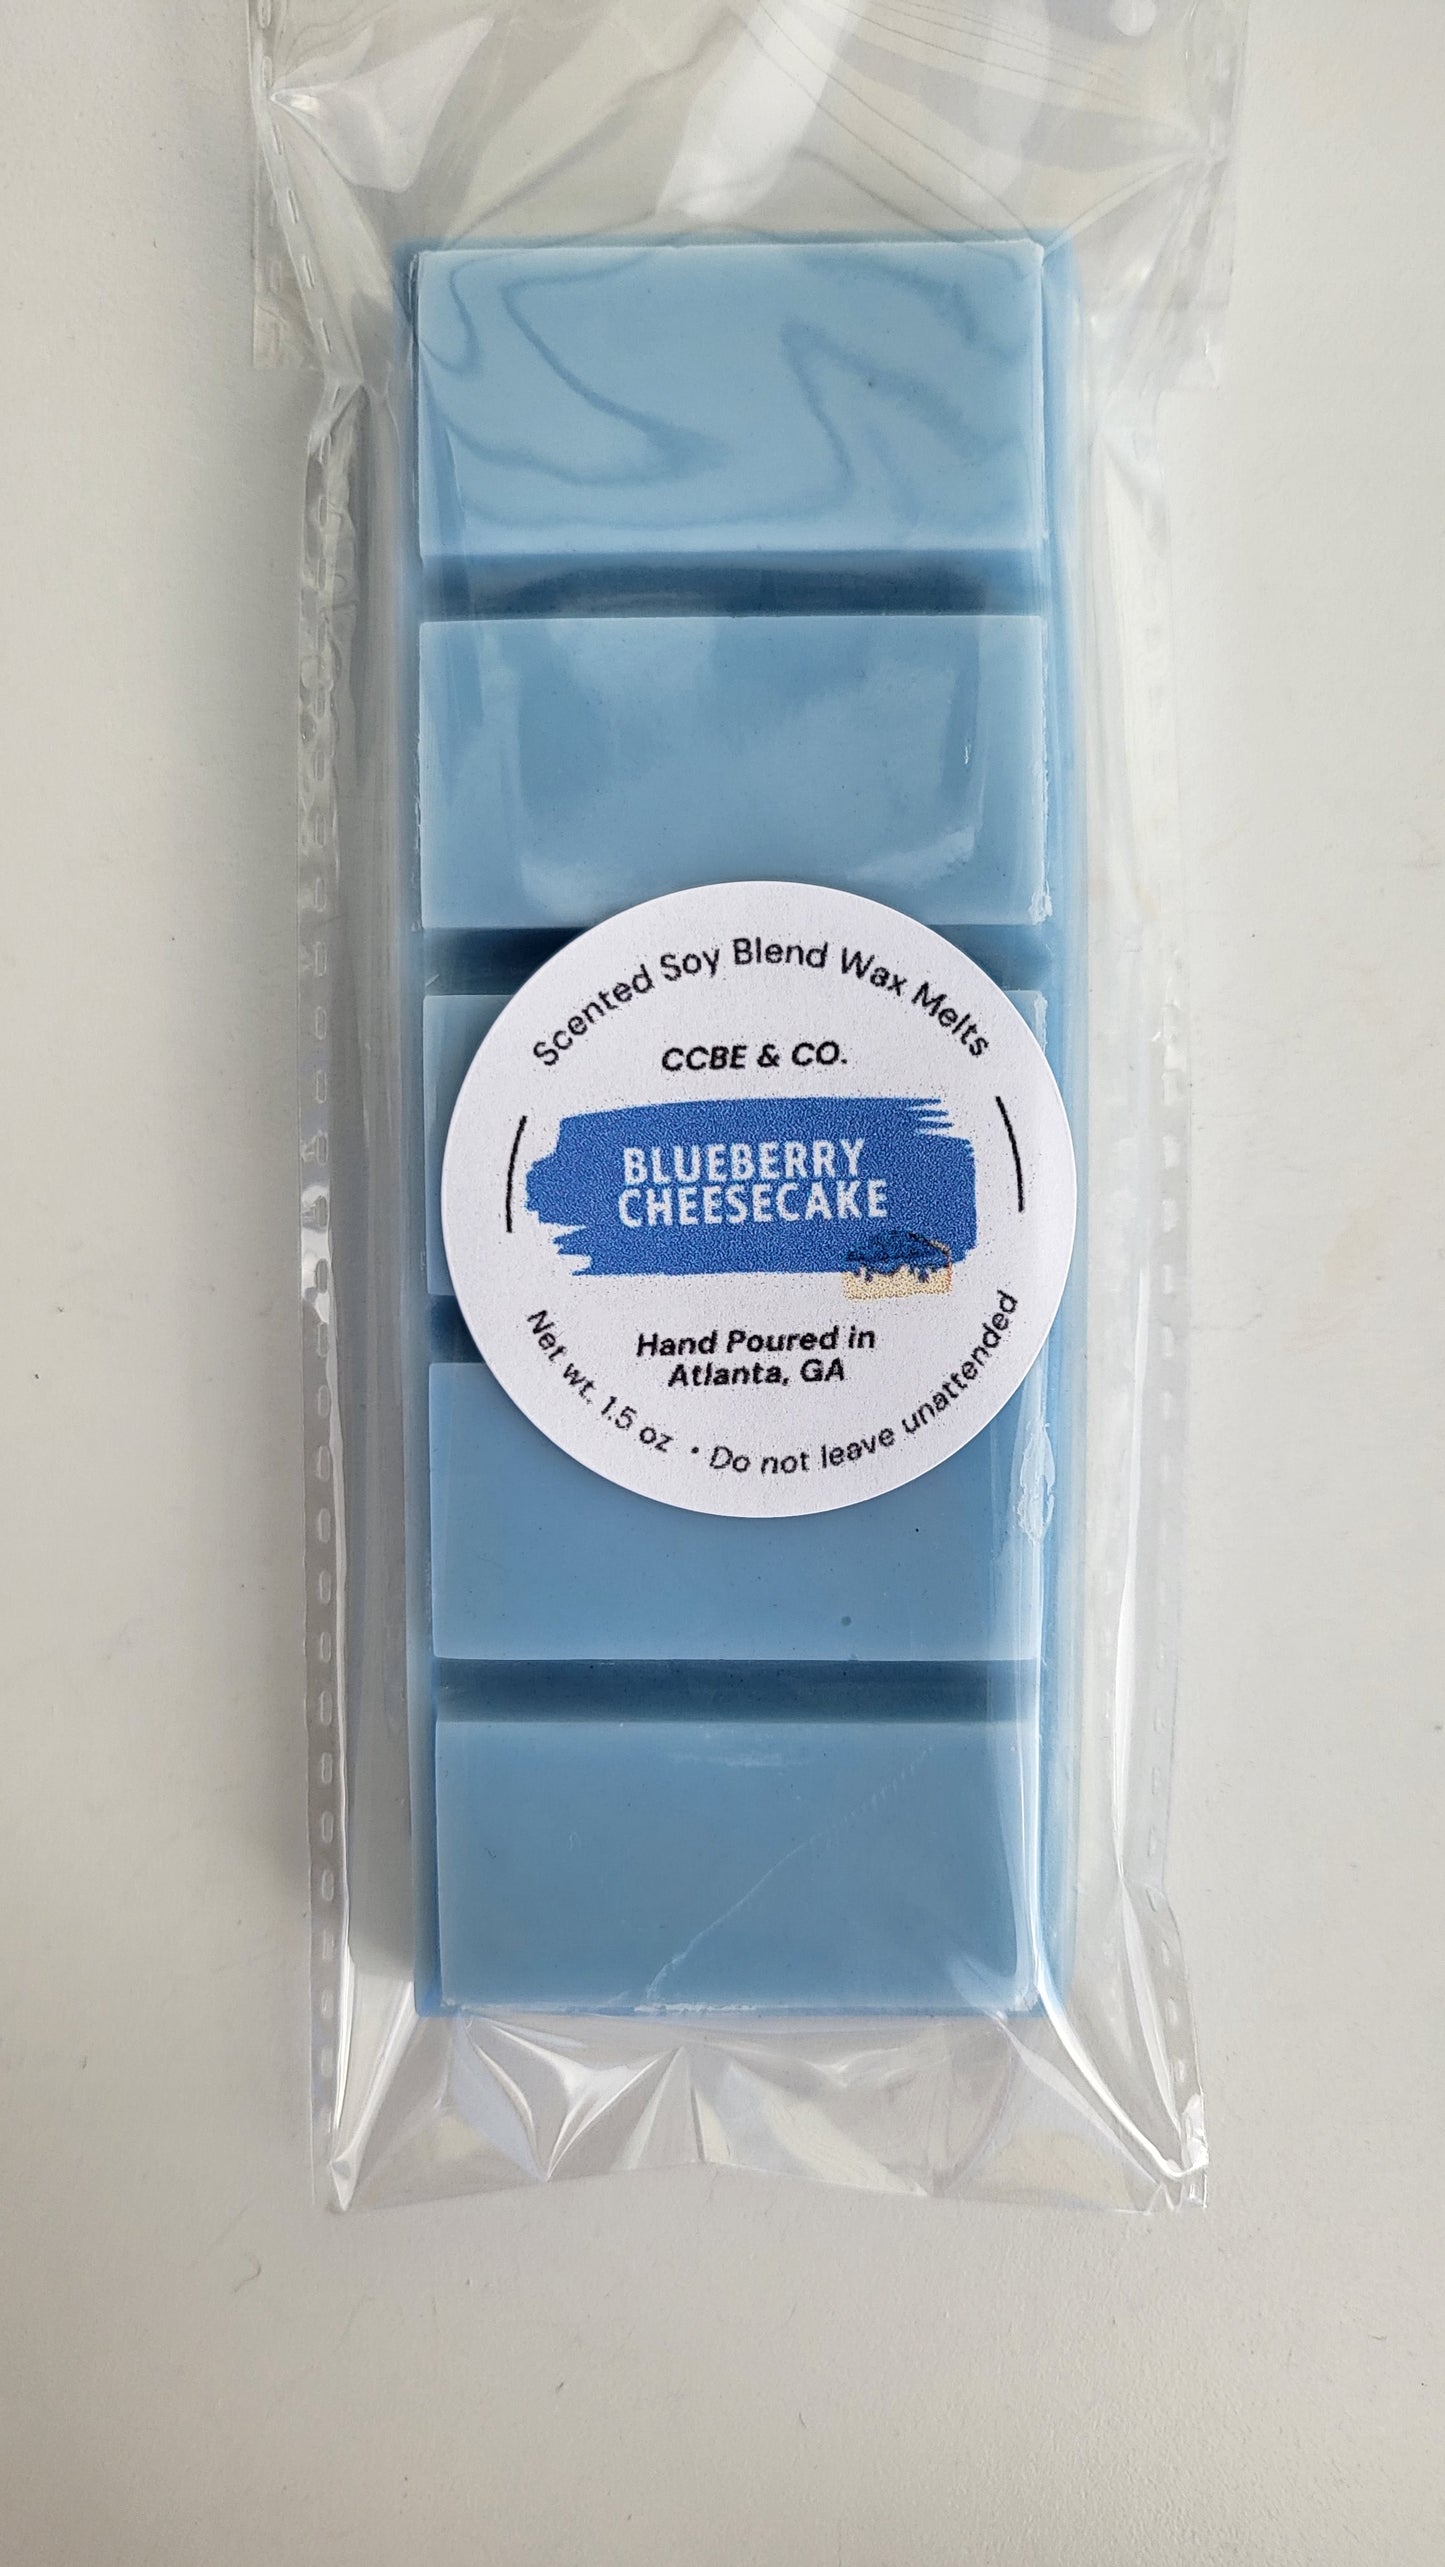 Scented Soy Blend Wax Melts
CCBE & CO.
BLUEBERRY
CHEESECAKE
Hand Poured in
Atlanta, GA
Net wt. 1.5 oz • Do not leave unattended